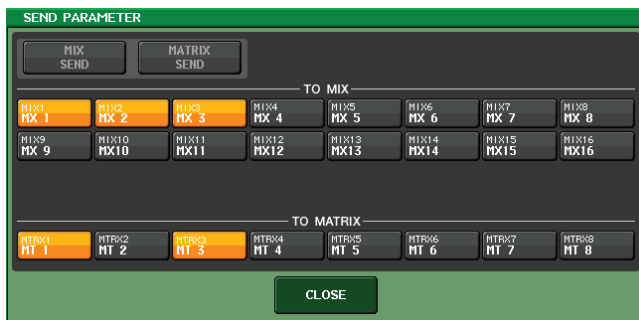 SEND PARAMETER
MIX SEND
MATRIX SEND
TO MIX
MIX1 MIX2 MIX3 MIX4 MIX5 MIX6 MIX7 MIX8
MX 1 MX 2 MX 3 MX 4 MX 5 MX 6 MX 7 MX 8
MIX9 MIX10 MIX11 MIX12 MIX13 MIX14 MIX15 MIX16
MX 9 MX10 MX11 MX12 MX13 MX14 MX15 MX16
TO MATRIX
MTRX1 MTRX2 MTRX3 MTRX4 MTRX5 MTRX6 MTRX7 MTRX8
MT 1 MT 2 MT 3 MT 4 MT 5 MT 6 MT 7 MT 8
CLOSE